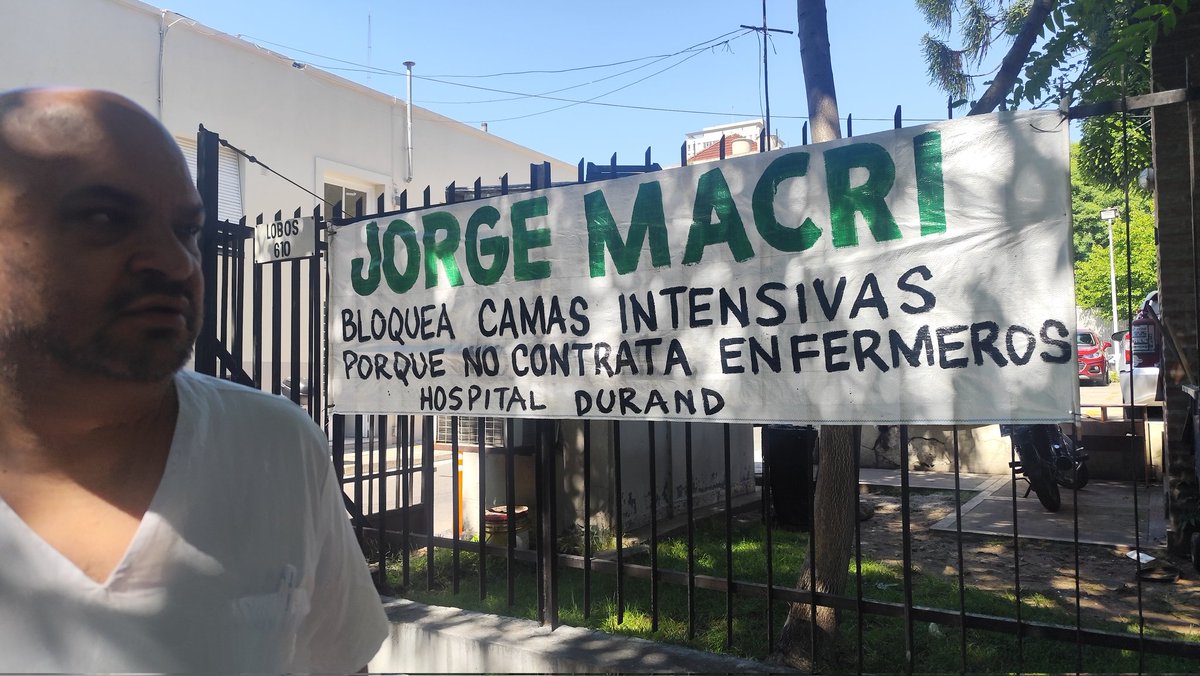 LOBOS
610
JORGE MACRI
BLOQUEA CAMAS INTENSIVAS
PORQUE NO CONTRATA ENFERMEROS
HOSPITAL DURAND